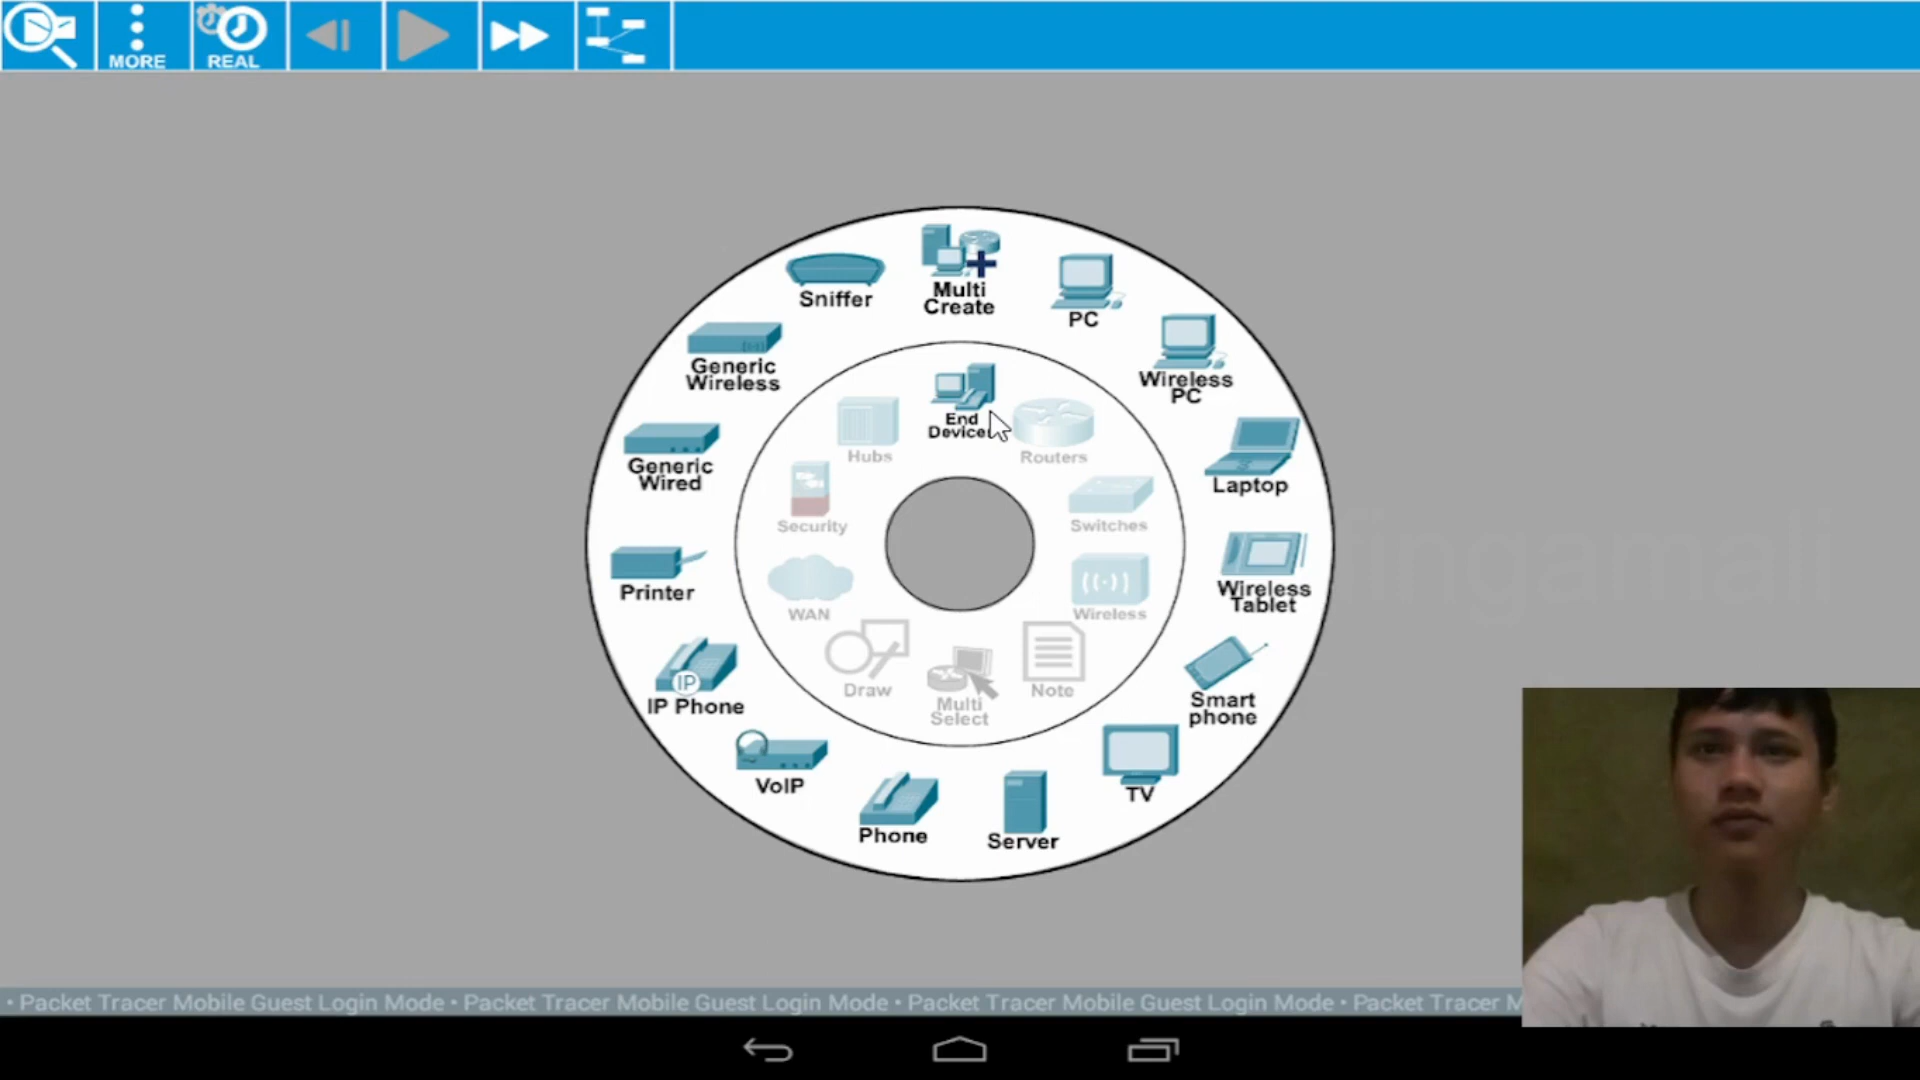 MORE
REAL
Multi
Create
Sniffer
PC
Generic
Wireless
Wireless
PC
End
Device
Hubs
Routers
Generic
Wired
Laptop
Security
Switches
Printer
Wireless
Tablet
WAN
Wireless
IP
IP Phone
Draw
Multi
Select
Note
Smart
phone
VoIP
TV
Phone
Server
fingamali
• Packet Tracer Mobile Guest Login Mode • Packet Tracer Mobile Guest Login Mode • Packet Tracer Mobile Guest Login Mode • Packet Tracer M